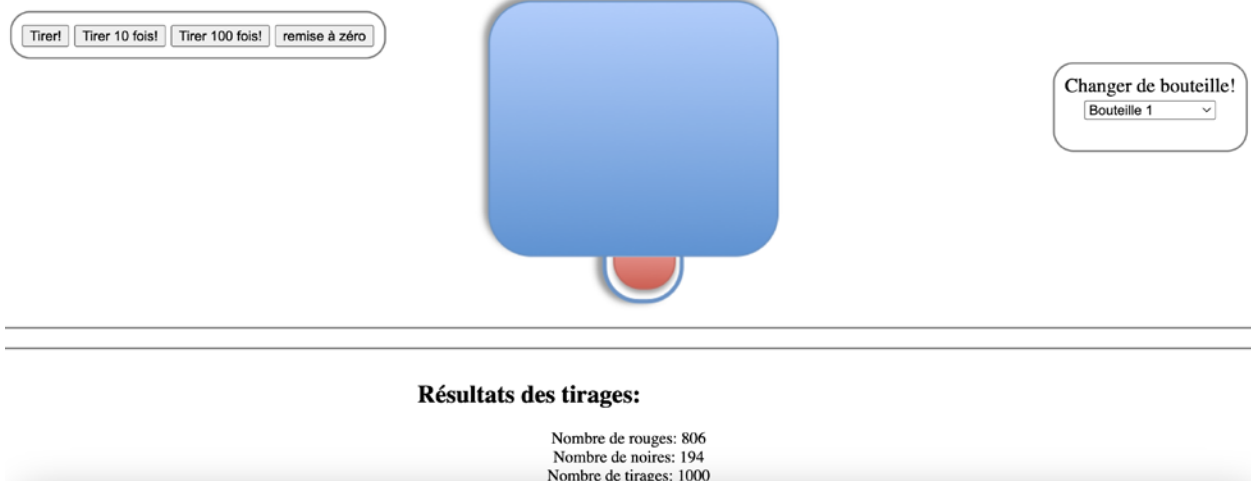 Tirer! Tirer 10 fois! Tirer 100 fois! remise à zéro
Changer de bouteille!
Bouteille 1
Résultats des tirages:
Nombre de rouges: 806
Nombre de noires: 194
Nombre de tirages: 1000